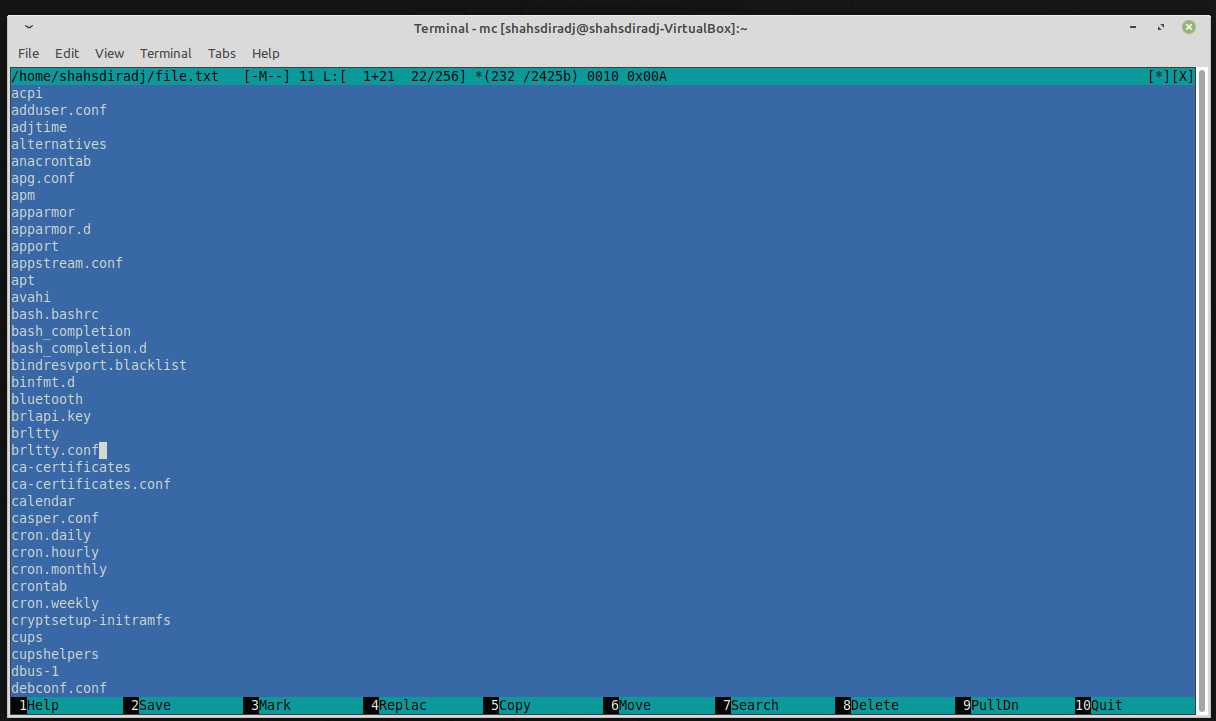 Terminal - mc [shahsdiradj@shahsdiradj-VirtualBox]:~
File Edit View Terminal Tabs Help
/home/shahsdiradj/file.txt [-M--] 11 L:[ 1+21 22/256] *(232 /2425b) 0010 0x00A [*][X]
acpi
adduser.conf
adjtime
alternatives
anacrontab
apg.conf
apm
apparmor
apparmor.d
apport
appstream.conf
apt
avahi
bash.bashrc
bash_completion
bash_completion.d
bindresvport.blacklist
binfmt.d
bluetooth
brlapi.key
brltty
brltty.conf
ca-certificates
ca-certificates.conf
calendar
casper.conf
cron.daily
cron.hourly
cron.monthly
crontab
cron.weekly
cryptsetup-initramfs
cups
cupshelpers
dbus-1
debconf.conf
1Help 2Save 3Mark 4Replac 5Copy 6Move 7Search 8Delete 9PullDn 10Quit